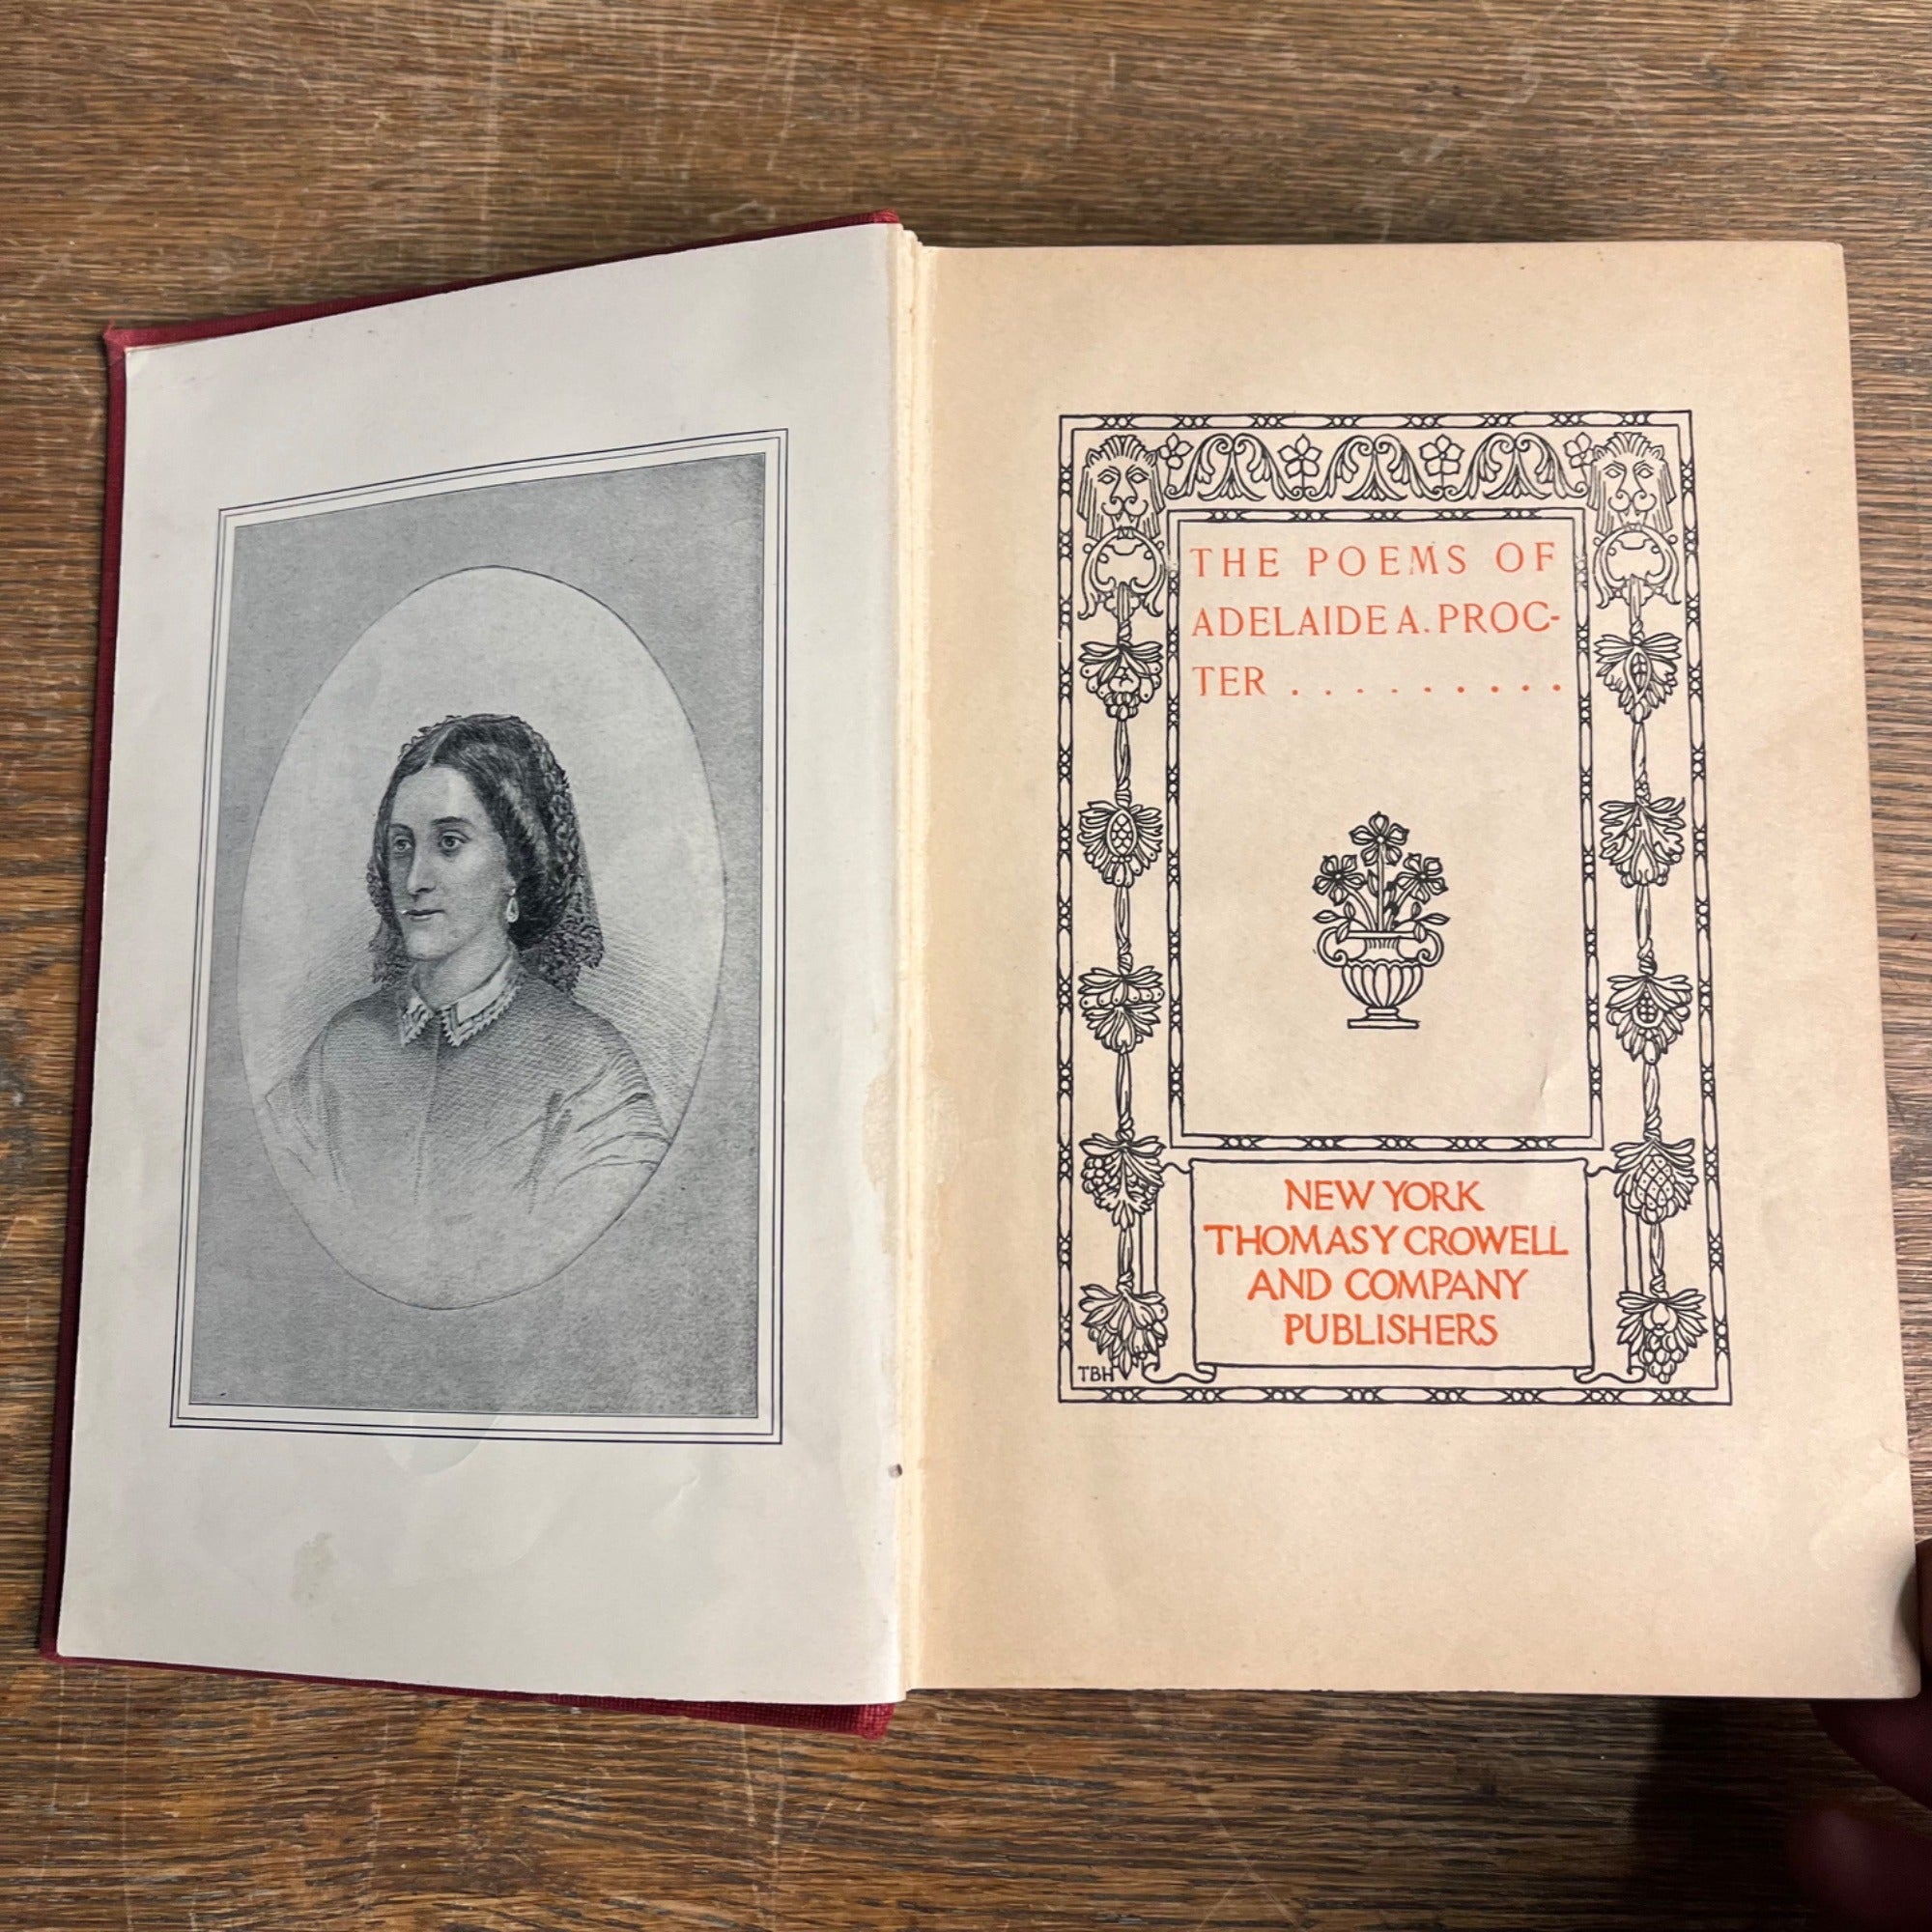 THE POEMS OF
ADELAIDE A. PROC-
TER . . . . . . . . .
NEW YORK
THOMAS Y CROWELL
AND COMPANY
PUBLISHERS
TBH